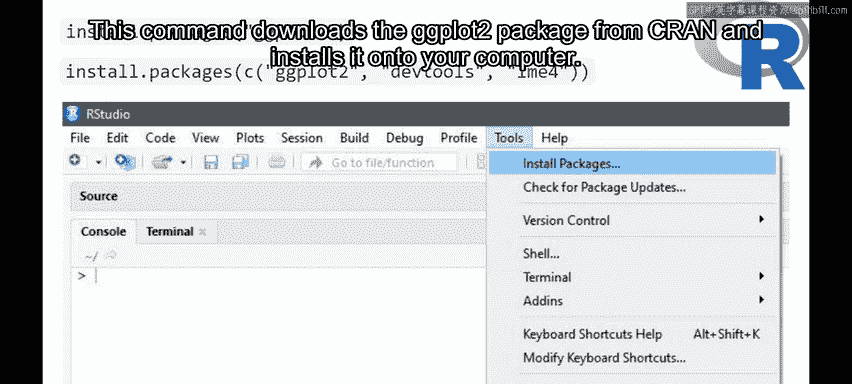 This command downloads the ggplot2 package from CRAN and
installs it onto your computer.
install.packages(c("ggplot2", "devtools", "lme4"))
R
RStudio
File Edit Code View Plots Session Build Debug Profile Tools Help
Go to file/function
Install Packages...
Check for Package Updates...
Source
Version Control
Console Terminal
Shell...
~/
Terminal
>
Addins
Keyboard Shortcuts Help Alt+Shift+K
Modify Keyboard Shortcuts...